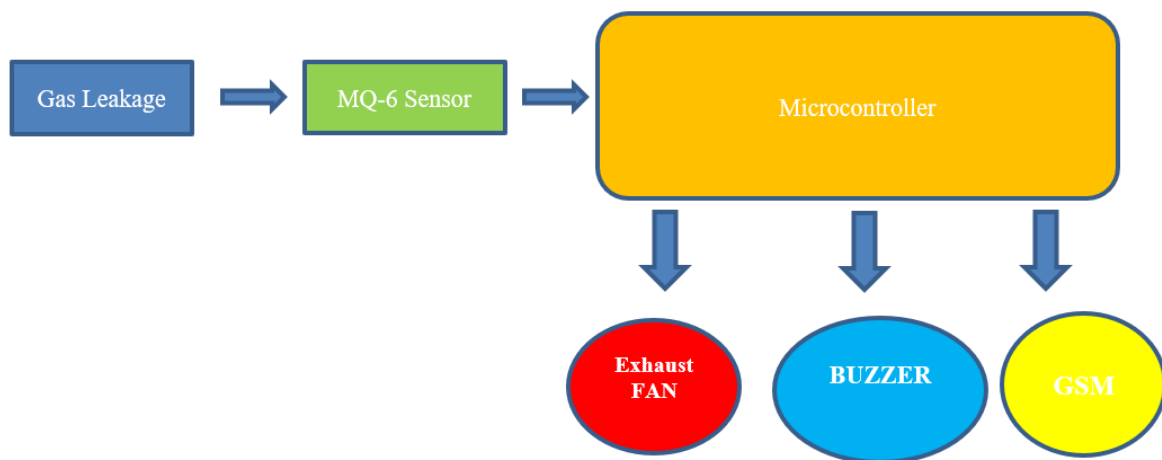 Gas Leakage
MQ-6 Sensor
Microcontroller
Exhaust
FAN
BUZZER
GSM